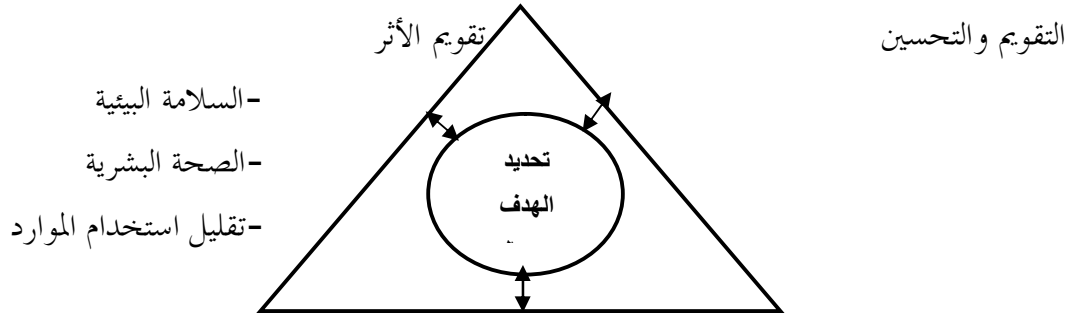 التقويم والتحسين
تقويم الأثر
-السلامة البيئية
-الصحة البشرية
-تقليل استخدام الموارد
تحديد
الهدف